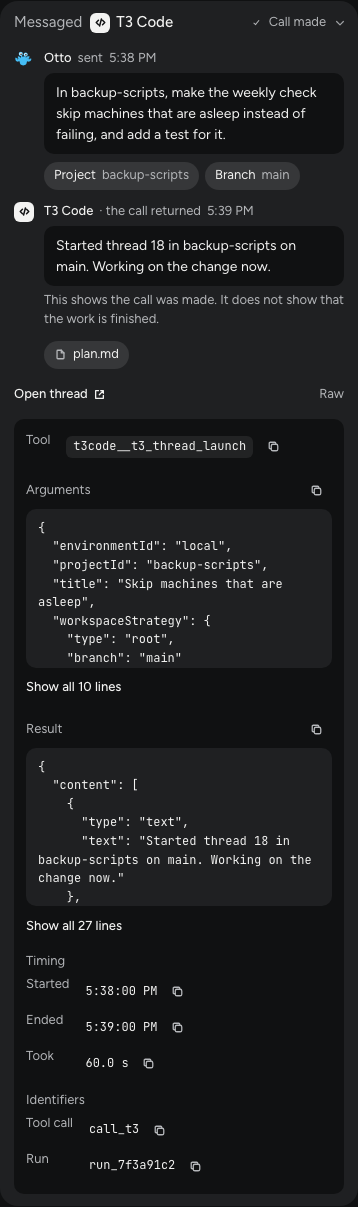 Messaged </> T3 Code ✓ Call made
Otto sent 5:38 PM
In backup-scripts, make the weekly check
skip machines that are asleep instead of
failing, and add a test for it.
Project backup-scripts Branch main
</> T3 Code · the call returned 5:39 PM
Started thread 18 in backup-scripts on
main. Working on the change now.
This shows the call was made. It does not show that
the work is finished.
plan.md
Open thread Raw
Tool t3code__t3_thread_launch
Arguments
{
"environmentId": "local",
"projectId": "backup-scripts",
"title": "Skip machines that are
asleep",
"workspaceStrategy": {
"type": "root",
"branch": "main"
Show all 10 lines
Result
{
"content": [
{
"type": "text",
"text": "Started thread 18 in
backup-scripts on main. Working on the
change now."
},
Show all 27 lines
Timing
Started 5:38:00 PM
Ended 5:39:00 PM
Took 60.0 s
Identifiers
Tool call call_t3
Run run_7f3a91c2